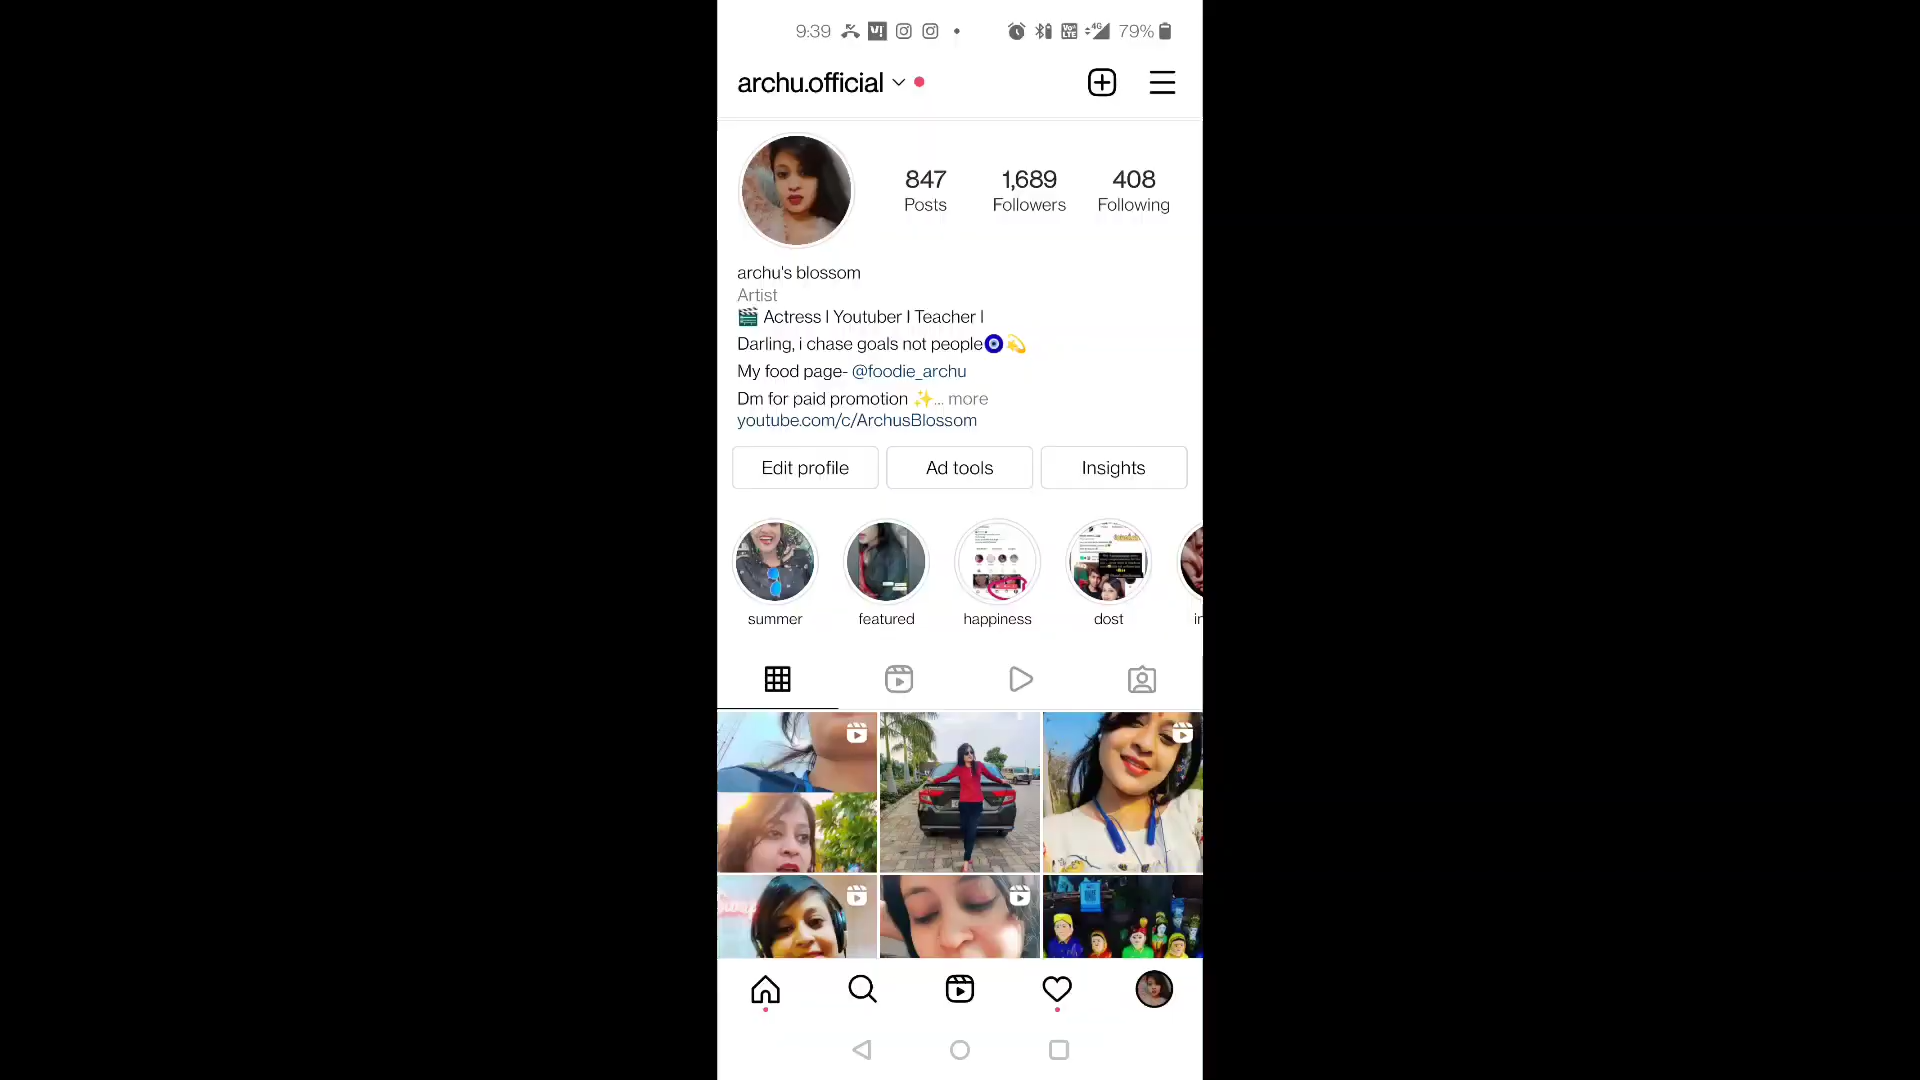 9:39
79%
archu.official
847
Posts
1,689
Followers
408
Following
archu's blossom
Artist
🎬 Actress I Youtuber I Teacher I
Darling, i chase goals not people🧿💫
My food page- @foodie_archu
Dm for paid promotion ✨... more
youtube.com/c/ArchusBlossom
Edit profile
Ad tools
Insights
summer
featured
happiness
dost